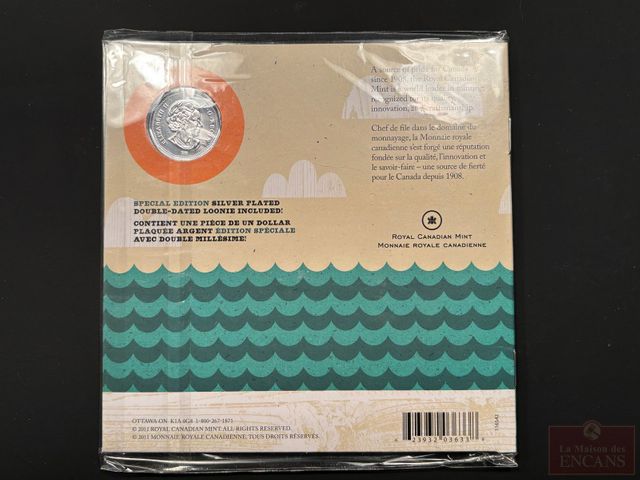 A source of pride for Canada
since 1908, the Royal Canadian
Mint is a world leader in minting,
recognized for its quality,
innovation, and craftsmanship.
Chef de file dans le domaine du
monnayage, la Monnaie royale
canadienne s'est forgé une réputation
fondée sur la qualité, l'innovation et
le savoir-faire – une source de fierté
pour le Canada depuis 1908.
ELIZABETH II
SPECIAL EDITION SILVER PLATED
DOUBLE-DATED LOONIE INCLUDED!
CONTIENT UNE PIÈCE DE UN DOLLAR
PLAQUÉE ARGENT ÉDITION SPÉCIALE
AVEC DOUBLE MILLÉSIME!
ROYAL CANADIAN MINT
MONNAIE ROYALE CANADIENNE
OTTAWA ON K1A 0G8 1-800-267-1871
© 2011 ROYAL CANADIAN MINT ALL RIGHTS RESERVED.
© 2011 MONNAIE ROYALE CANADIENNE. TOUS DROITS RÉSERVÉS.
La Maison des
ENCANS